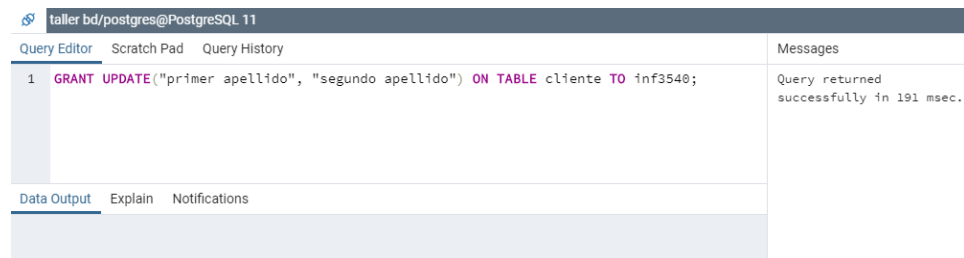 taller bd/postgres@PostgreSQL 11
Query Editor Scratch Pad Query History
Messages
1 GRANT UPDATE("primer apellido", "segundo apellido") ON TABLE cliente TO inf3540;
Query returned
successfully in 191 msec.
Data Output Explain Notifications